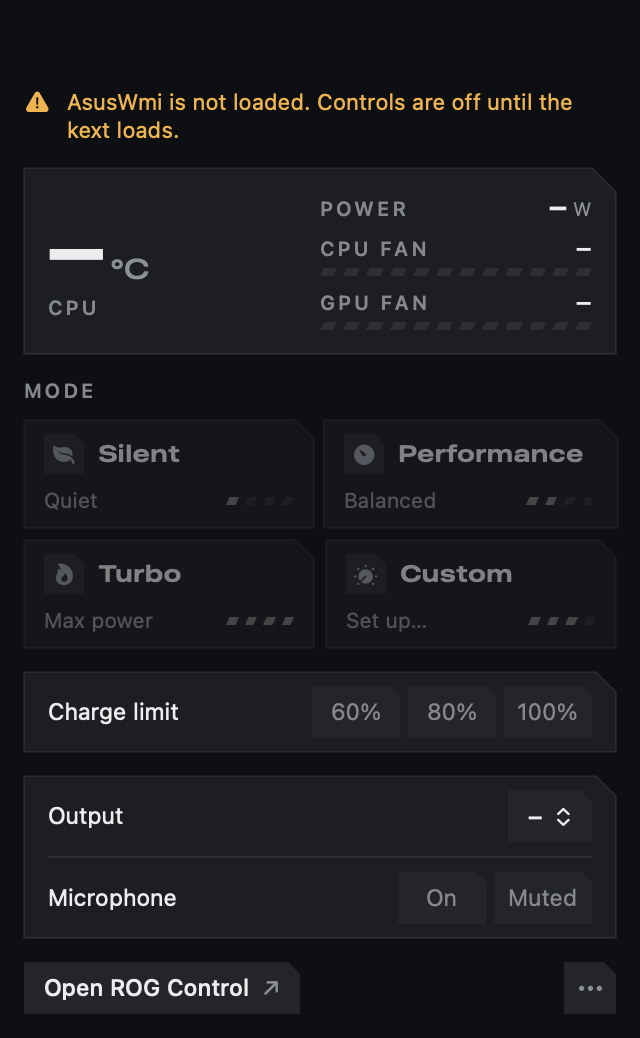 AsusWmi is not loaded. Controls are off until the
kext loads.
– °C
CPU
POWER – W
CPU FAN –
GPU FAN –
MODE
Silent
Quiet
Performance
Balanced
Turbo
Max power
Custom
Set up...
Charge limit 60% 80% 100%
Output –
Microphone On Muted
Open ROG Control